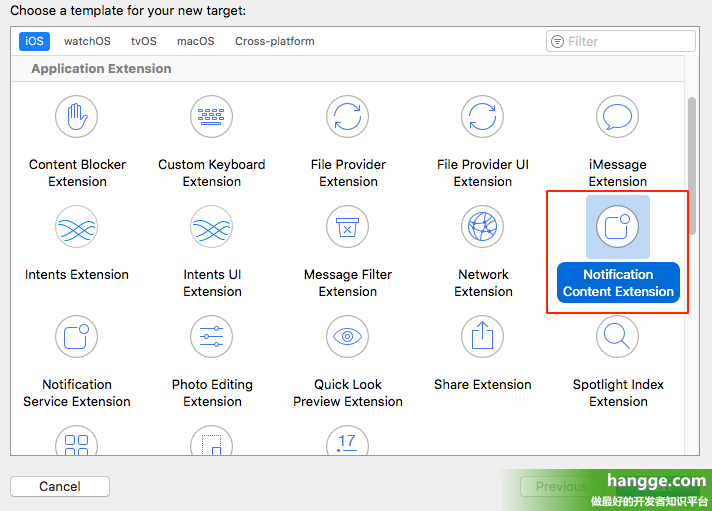 Choose a template for your new target:
iOS watchOS tvOS macOS Cross-platform Filter
Application Extension
Content Blocker Custom Keyboard File Provider File Provider UI iMessage
Extension Extension Extension Extension Extension
Intents Extension Intents UI Message Filter Network Notification
Extension Extension Extension Content Extension
Notification Photo Editing Quick Look Share Extension Spotlight Index
Service Extension Extension Preview Extension Extension
17
Cancel Previous hangge.com
做最好的开发者知识平台